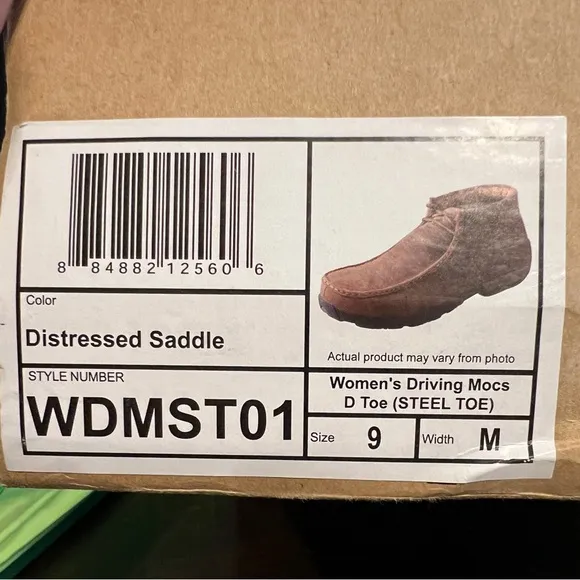 8 84882 12560 6
Color
Distressed Saddle
STYLE NUMBER
WDMST01
Actual product may vary from photo
Women's Driving Mocs
D Toe (STEEL TOE)
Size 9 Width M